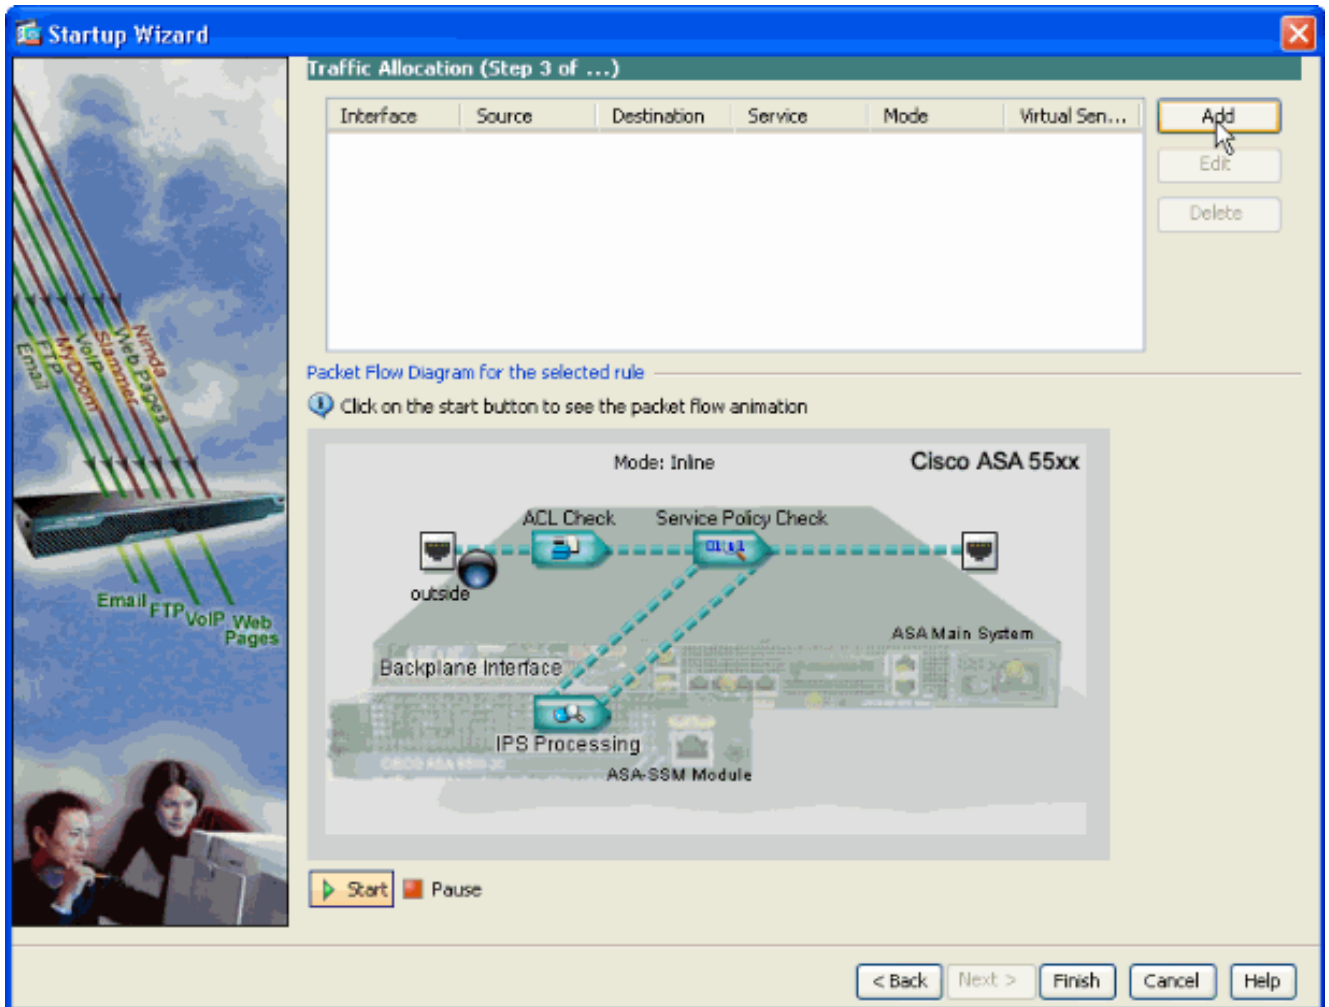 Startup Wizard
Traffic Allocation (Step 3 of ...)
Interface Source Destination Service Mode Virtual Sen...
Add
Edit
Delete
Nimda
Web Pages
Slammer
VoIP
MyDoom
FTP
Email
Email FTP VoIP Web Pages
Packet Flow Diagram for the selected rule
Click on the start button to see the packet flow animation
Mode: Inline
Cisco ASA 55xx
ACL Check
Service Policy Check
outside
ASA Main System
Backplane Interface
IPS Processing
ASA-SSM Module
Start
Pause
< Back
Next >
Finish
Cancel
Help